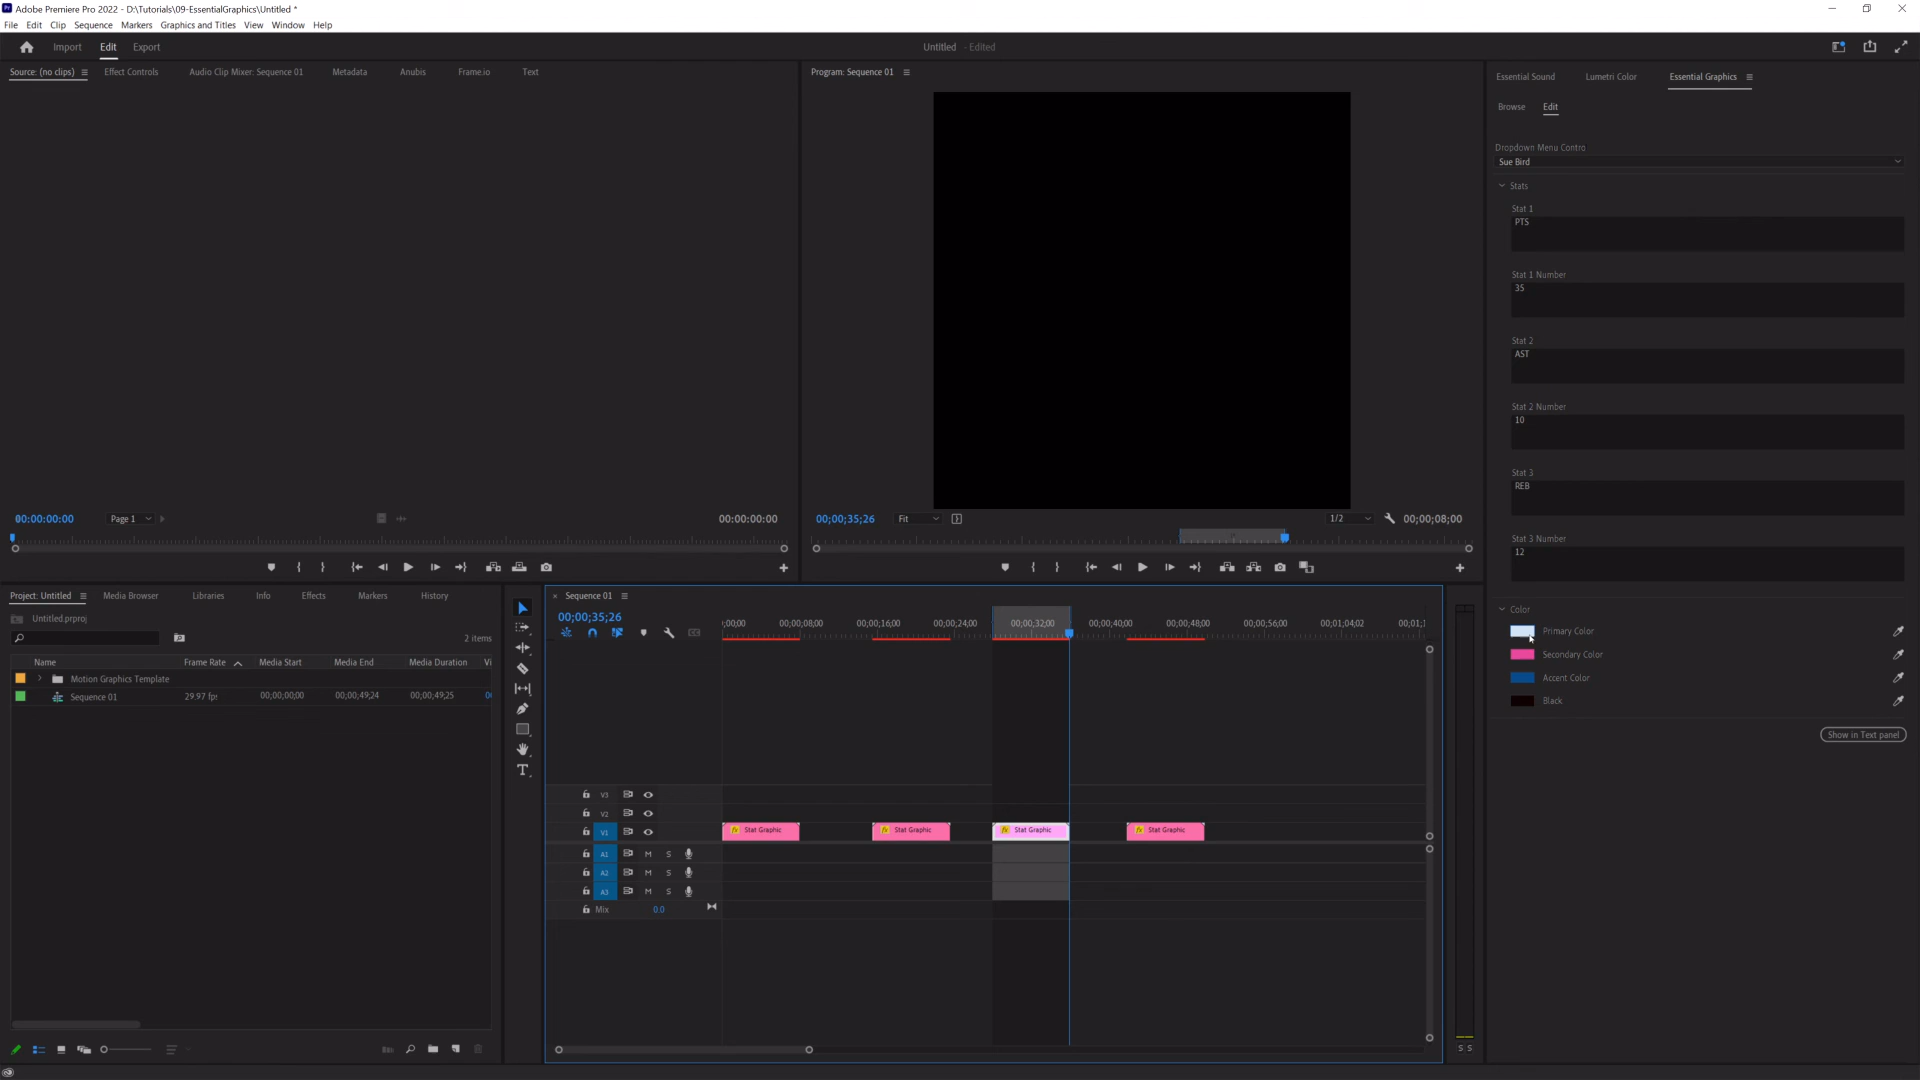 Adobe Premiere Pro 2022 - D:\Tutorials\09-EssentialGraphics\Untitled *
File Edit Clip Sequence Markers Graphics and Titles View Window Help
Import Edit Export
Untitled - Edited
Source: (no clips) Effect Controls Audio Clip Mixer: Sequence 01 Metadata Anubis Frame.io Text
Program: Sequence 01
Essential Sound Lumetri Color Essential Graphics
Browse Edit
Dropdown Menu Contro
Sue Bird
Stats
Stat 1
PTS
Stat 1 Number
35
Stat 2
AST
Stat 2 Number
10
Stat 3
REB
Stat 3 Number
12
Color
Primary Color
Secondary Color
Accent Color
Black
Show in Text panel
00:00:00:00 Page 1 00:00:00:00
00;00;35;26 Fit 1/2 00;00;08;00
Project: Untitled Media Browser Libraries Info Effects Markers History
Untitled.prproj
2 items
Name Frame Rate Media Start Media End Media Duration Vi
Motion Graphics Template
Sequence 01 29.97 fp 00;00;00;00 00;00;49;24 00;00;49;25 00
Sequence 01
00;00;35;26
;00;00 00;00;08;00 00;00;16;00 00;00;24;00 00;00;32;00 00;00;40;00 00;00;48;00 00;00;56;00 00;01;04;02 00;01;1
V3
V2
V1 Stat Graphic Stat Graphic Stat Graphic Stat Graphic
A1 M S
A2 M S
A3 M S
Mix 0.0
S S